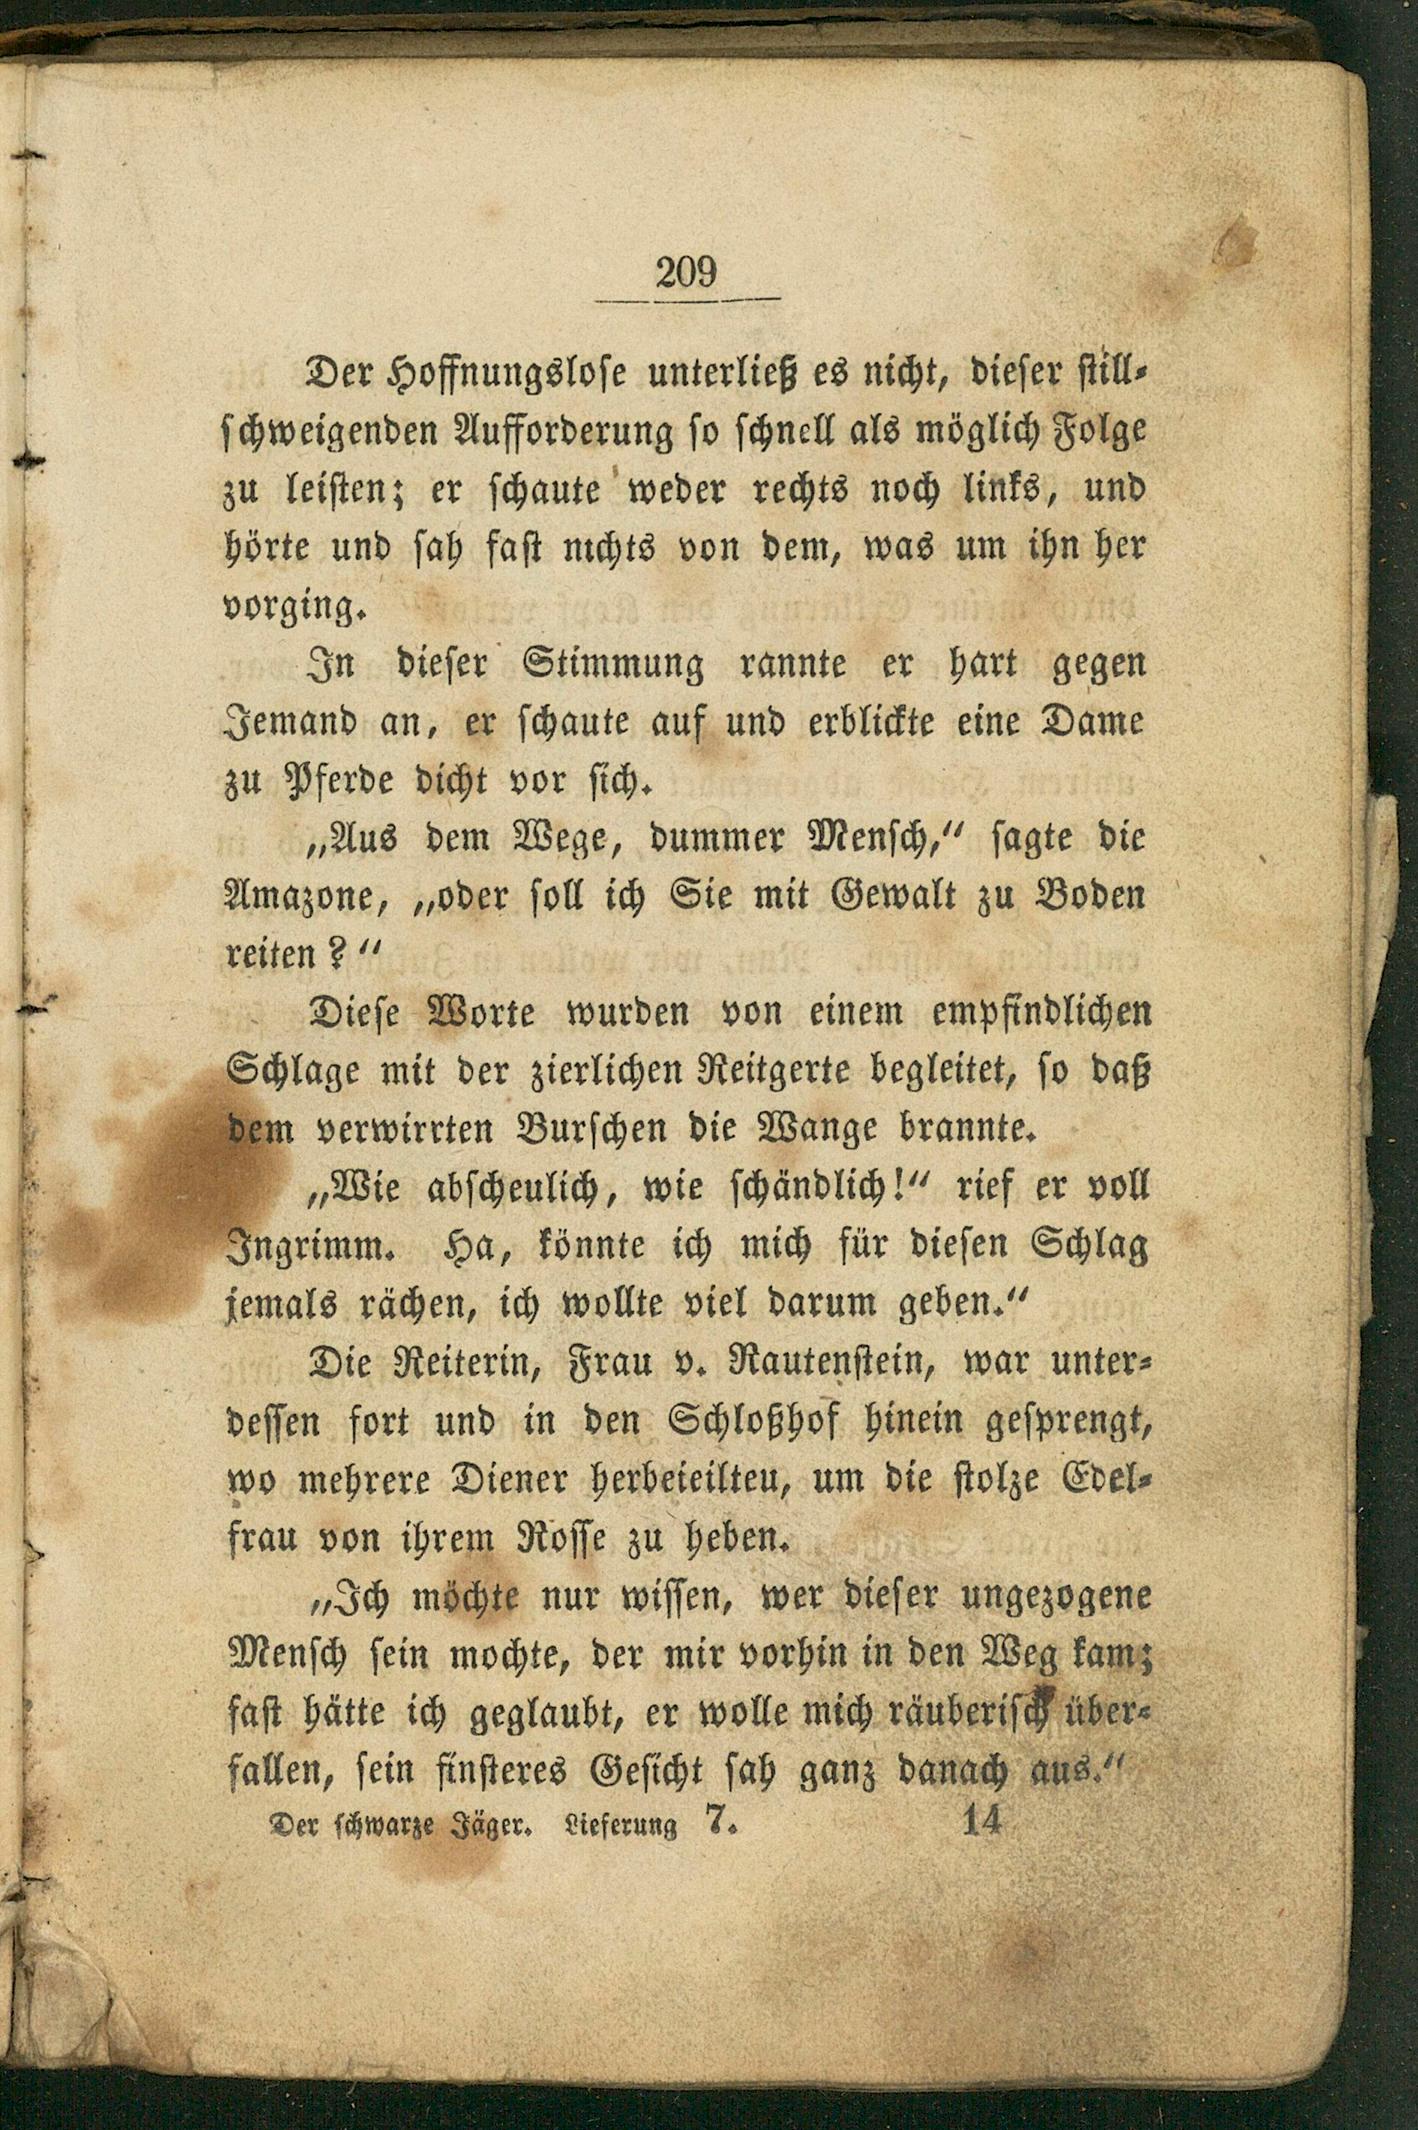 209
Der Hoffnungslose unterließ es nicht, dieser still-
schweigenden Aufforderung so schnell als möglich Folge
zu leisten; er schaute weder rechts noch links, und
hörte und sah fast nichts von dem, was um ihn her
vorging.
In dieser Stimmung rannte er hart gegen
Jemand an, er schaute auf und erblickte eine Dame
zu Pferde dicht vor sich.
„Aus dem Wege, dummer Mensch,“ sagte die
Amazone, „oder soll ich Sie mit Gewalt zu Boden
reiten?“
Diese Worte wurden von einem empfindlichen
Schlage mit der zierlichen Reitgerte begleitet, so daß
dem verwirrten Burschen die Wange brannte.
„Wie abscheulich, wie schändlich!“ rief er voll
Ingrimm. Ha, könnte ich mich für diesen Schlag
jemals rächen, ich wollte viel darum geben.“
Die Reiterin, Frau v. Rautenstein, war unter-
dessen fort und in den Schloßhof hinein gesprengt,
wo mehrere Diener herbeieilteu, um die stolze Edel-
frau von ihrem Rosse zu heben.
„Ich möchte nur wissen, wer dieser ungezogene
Mensch sein mochte, der mir vorhin in den Weg kam;
fast hätte ich geglaubt, er wolle mich räuberisch über-
fallen, sein finsteres Gesicht sah ganz danach aus.“
Der schwarze Jäger. Lieferung 7. 14